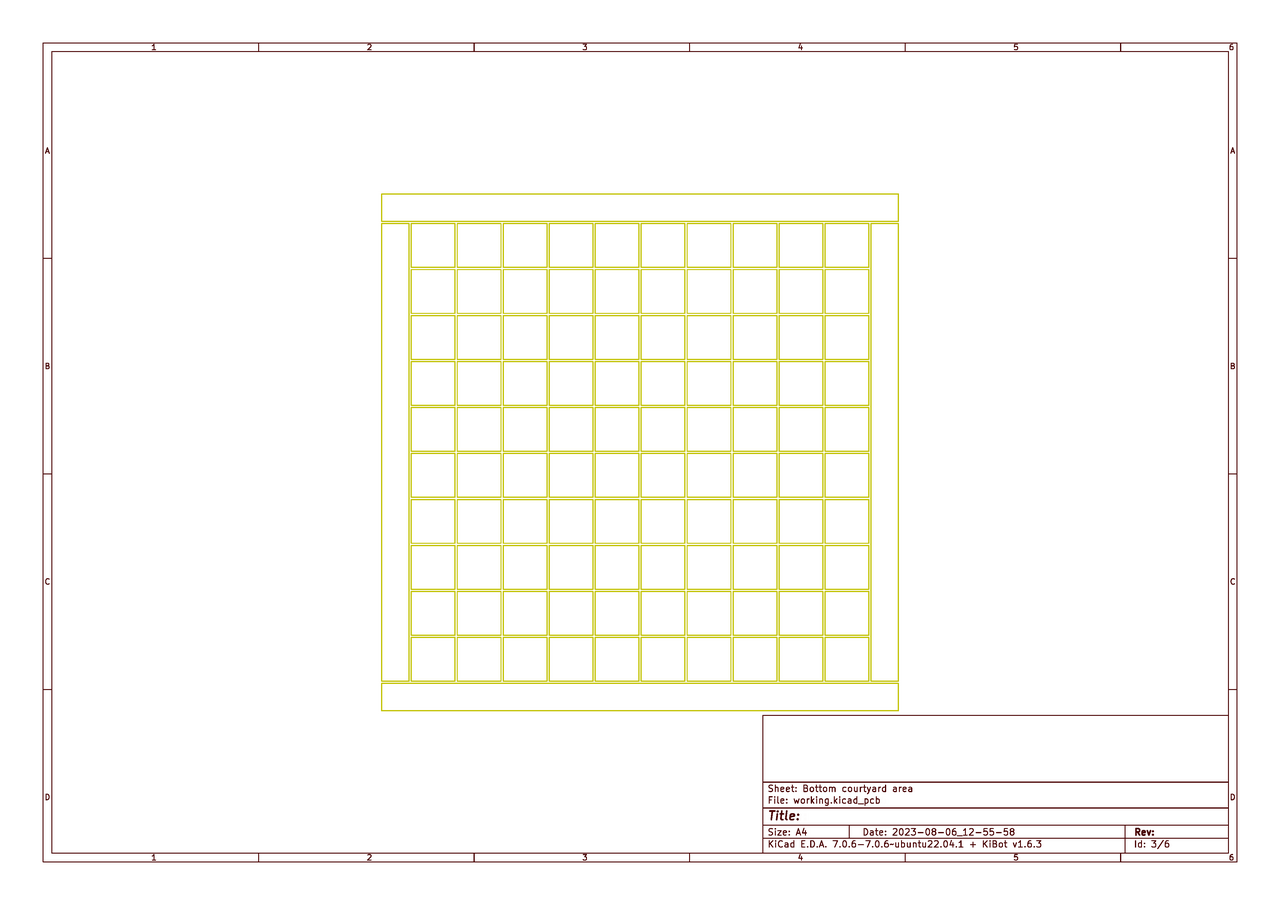 1 2 3 4 5 6
A A
B B
C C
D D
Sheet: Bottom courtyard area
File: working.kicad_pcb
Title:
Size: A4 Date: 2023-08-06_12-55-58 Rev:
KiCad E.D.A. 7.0.6-7.0.6~ubuntu22.04.1 + KiBot v1.6.3 Id: 3/6
1 2 3 4 5 6